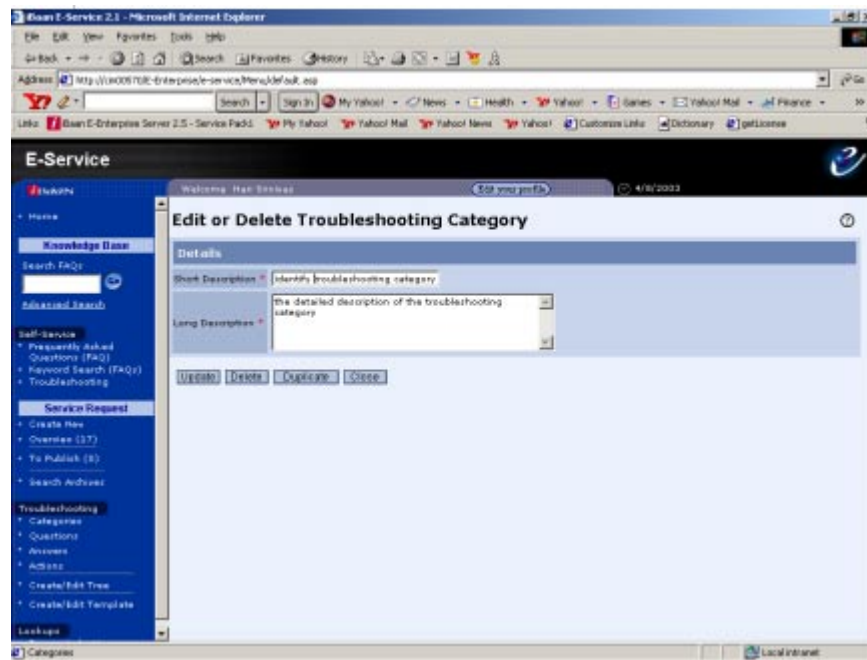 iBaan E-Service 2.1 - Microsoft Internet Explorer
File Edit View Favorites Tools Help
Back Search Favorites History
Address
Search Sign In My Yahoo! News Health Yahoo! Games Yahoo! Mail Finance
Links iBaan E-Enterprise Server 2.5 - Service Pack1 My Yahoo! Yahoo! Mail Yahoo! News Yahoo! Customize Links Dictionary getLicense
E-Service
Welcome Edit your profile 4/8/2003
Home
Edit or Delete Troubleshooting Category
Knowledge Base
Details
Search FAQs
Short Description * identify troubleshooting category
Advanced Search
Long Description * the detailed description of the troubleshooting
category
Self-Service
Frequently Asked
Questions (FAQ)
Keyword Search (FAQs)
Troubleshooting
Update Delete Duplicate Close
Service Request
Create New
Overview (17)
To Publish
Search Archives
Troubleshooting
Categories
Questions
Answers
Actions
Create/Edit Tree
Create/Edit Template
Lookups
Categories Local intranet